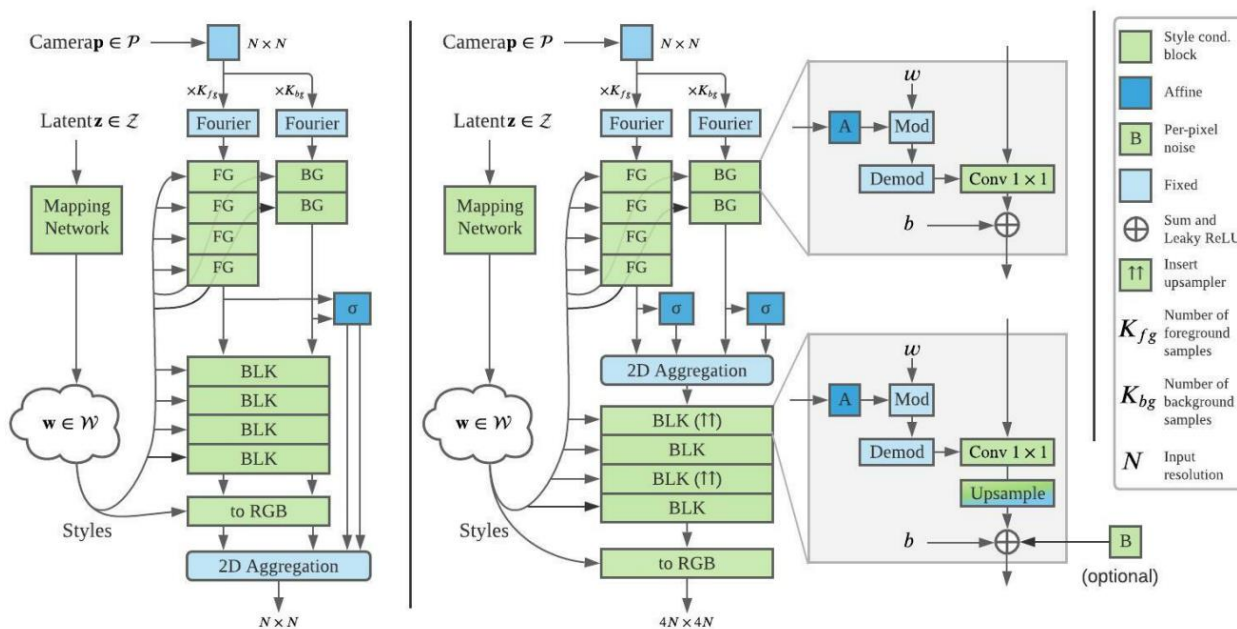 Camera p ∈ 𝒫
N × N
×K_fg
×K_bg
Latent z ∈ 𝒵
Fourier
Fourier
Mapping
Network
FG
FG
FG
FG
BG
BG
σ
BLK
BLK
BLK
BLK
w ∈ 𝒲
Styles
to RGB
2D Aggregation
N × N
Camera p ∈ 𝒫
N × N
×K_fg
×K_bg
Latent z ∈ 𝒵
Fourier
Fourier
Mapping
Network
FG
FG
FG
FG
BG
BG
σ
σ
2D Aggregation
w ∈ 𝒲
BLK (↑↑)
BLK
BLK (↑↑)
BLK
Styles
to RGB
4N × 4N
w
A
Mod
Demod
Conv 1 × 1
b
w
A
Mod
Demod
Conv 1 × 1
Upsample
b
B
(optional)
Style cond.
block
Affine
B
Per-pixel
noise
Fixed
Sum and
Leaky ReLU
↑↑
Insert
upsampler
K_fg
Number of
foreground
samples
K_bg
Number of
background
samples
N
Input
resolution